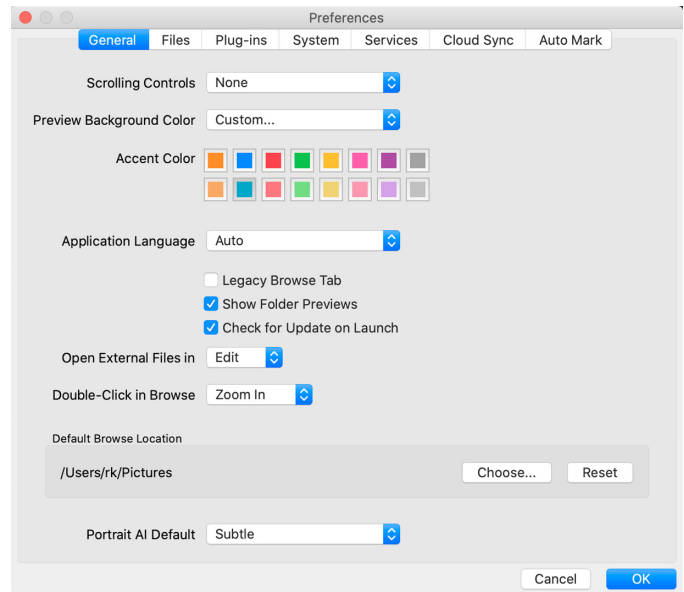 Preferences
General Files Plug-ins System Services Cloud Sync Auto Mark
Scrolling Controls None
Preview Background Color Custom...
Accent Color
Application Language Auto
Legacy Browse Tab
Show Folder Previews
Check for Update on Launch
Open External Files in Edit
Double-Click in Browse Zoom In
Default Browse Location
/Users/rk/Pictures Choose... Reset
Portrait AI Default Subtle
Cancel OK